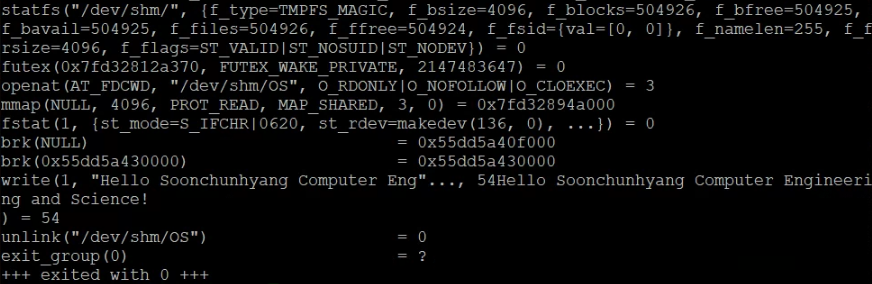 statfs("/dev/shm/", {f_type=TMPFS_MAGIC, f_bsize=4096, f_blocks=504926, f_bfree=504925,
f_bavail=504925, f_files=504926, f_ffree=504924, f_fsid={val=[0, 0]}, f_namelen=255, f_f
rsize=4096, f_flags=ST_VALID|ST_NOSUID|ST_NODEV}) = 0
futex(0x7fd32812a370, FUTEX_WAKE_PRIVATE, 2147483647) = 0
openat(AT_FDCWD, "/dev/shm/OS", O_RDONLY|O_NOFOLLOW|O_CLOEXEC) = 3
mmap(NULL, 4096, PROT_READ, MAP_SHARED, 3, 0) = 0x7fd32894a000
fstat(1, {st_mode=S_IFCHR|0620, st_rdev=makedev(136, 0), ...}) = 0
brk(NULL) = 0x55dd5a40f000
brk(0x55dd5a430000) = 0x55dd5a430000
write(1, "Hello Soonchunhyang Computer Eng"..., 54Hello Soonchunhyang Computer Engineeri
ng and Science!
) = 54
unlink("/dev/shm/OS") = 0
exit_group(0) = ?
+++ exited with 0 +++